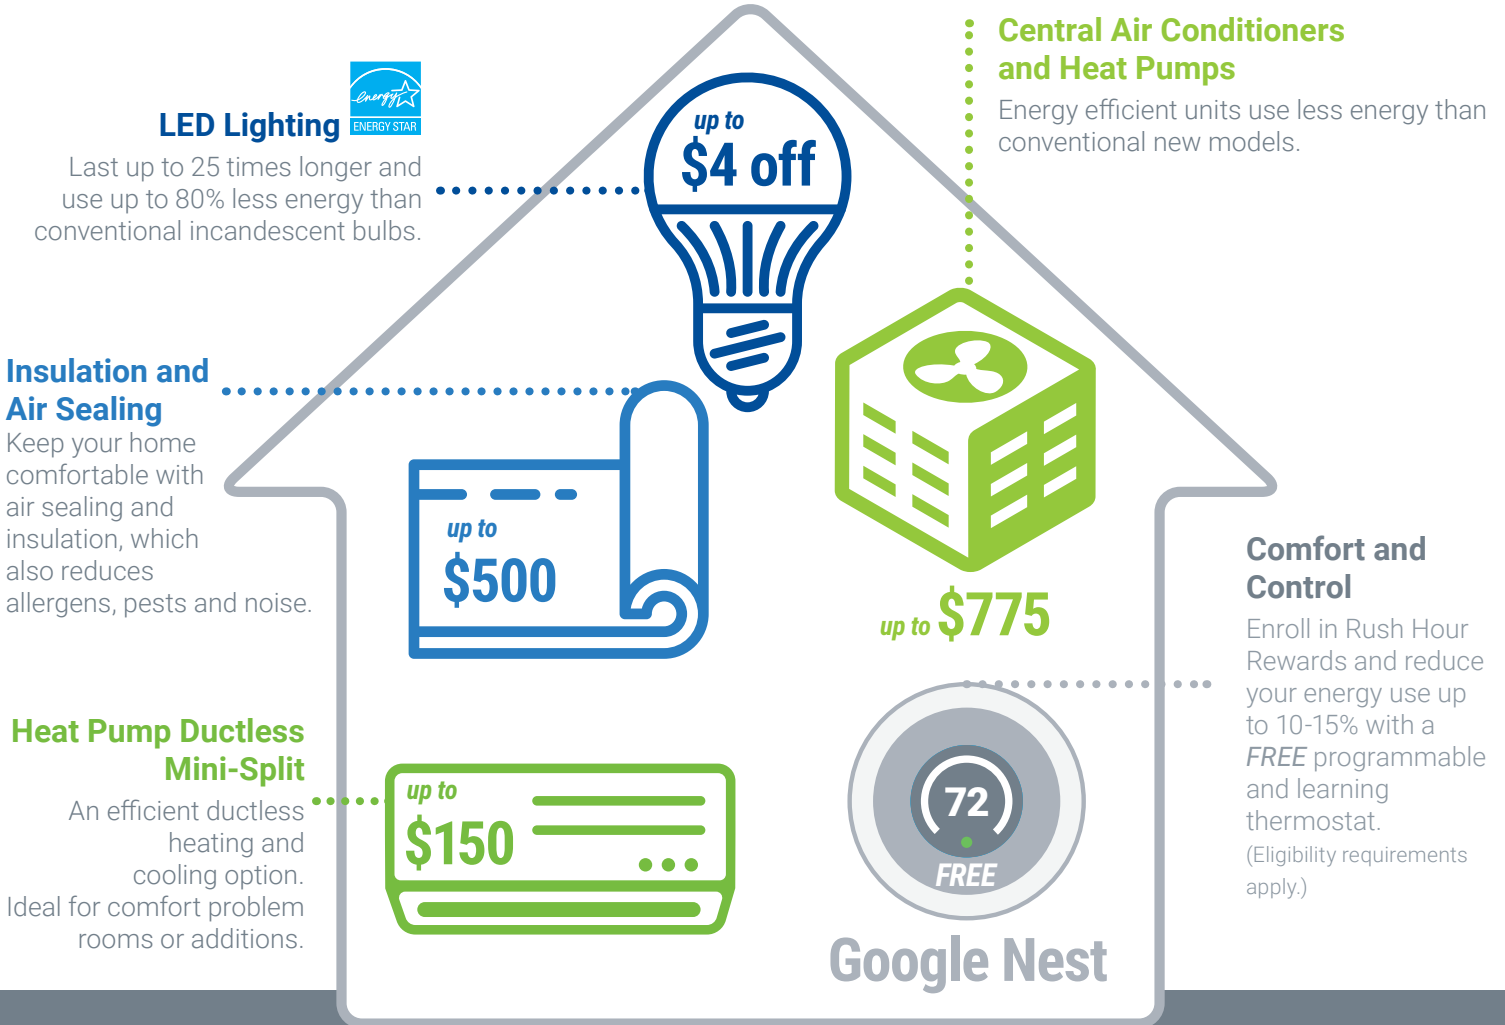 Central Air Conditioners
and Heat Pumps
Energy efficient units use less energy than
conventional new models.
energy
ENERGY STAR
LED Lighting
Last up to 25 times longer and
use up to 80% less energy than
conventional incandescent bulbs.
up to
$4 off
Insulation and
Air Sealing
Keep your home
comfortable with
air sealing and
insulation, which
also reduces
allergens, pests and noise.
up to
$500
up to $775
Comfort and
Control
Enroll in Rush Hour
Rewards and reduce
your energy use up
to 10-15% with a
FREE programmable
and learning
thermostat.
(Eligibility requirements
apply.)
Heat Pump Ductless
Mini-Split
An efficient ductless
heating and
cooling option.
Ideal for comfort problem
rooms or additions.
up to
$150
72
FREE
Google Nest